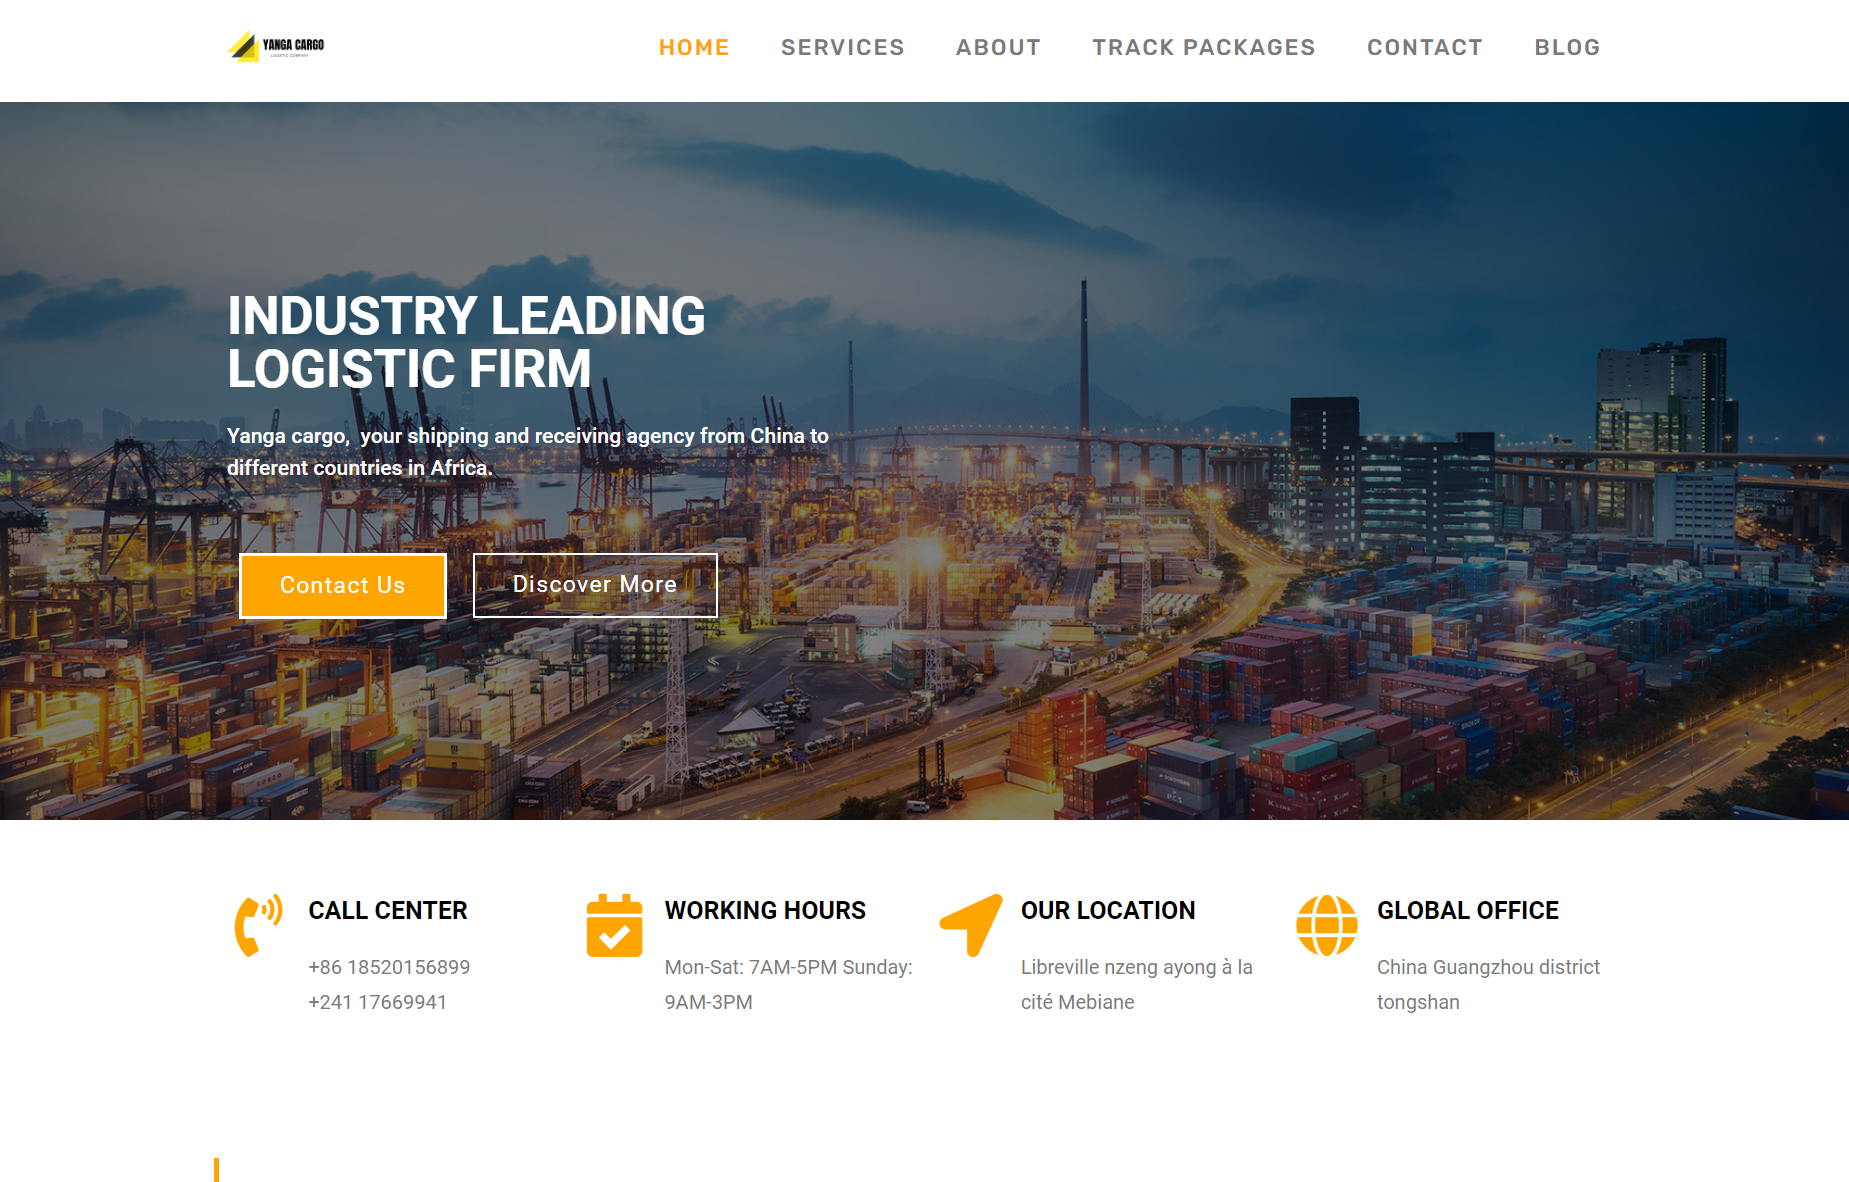 YANGA CARGO
LOGISTIC COMPANY
HOME
SERVICES
ABOUT
TRACK PACKAGES
CONTACT
BLOG
INDUSTRY LEADING
LOGISTIC FIRM
Yanga cargo,  your shipping and receiving agency from China to
different countries in Africa.
Contact Us
Discover More
CALL CENTER
+86 18520156899
+241 17669941
WORKING HOURS
Mon-Sat: 7AM-5PM Sunday:
9AM-3PM
OUR LOCATION
Libreville nzeng ayong à la
cité Mebiane
GLOBAL OFFICE
China Guangzhou district
tongshan